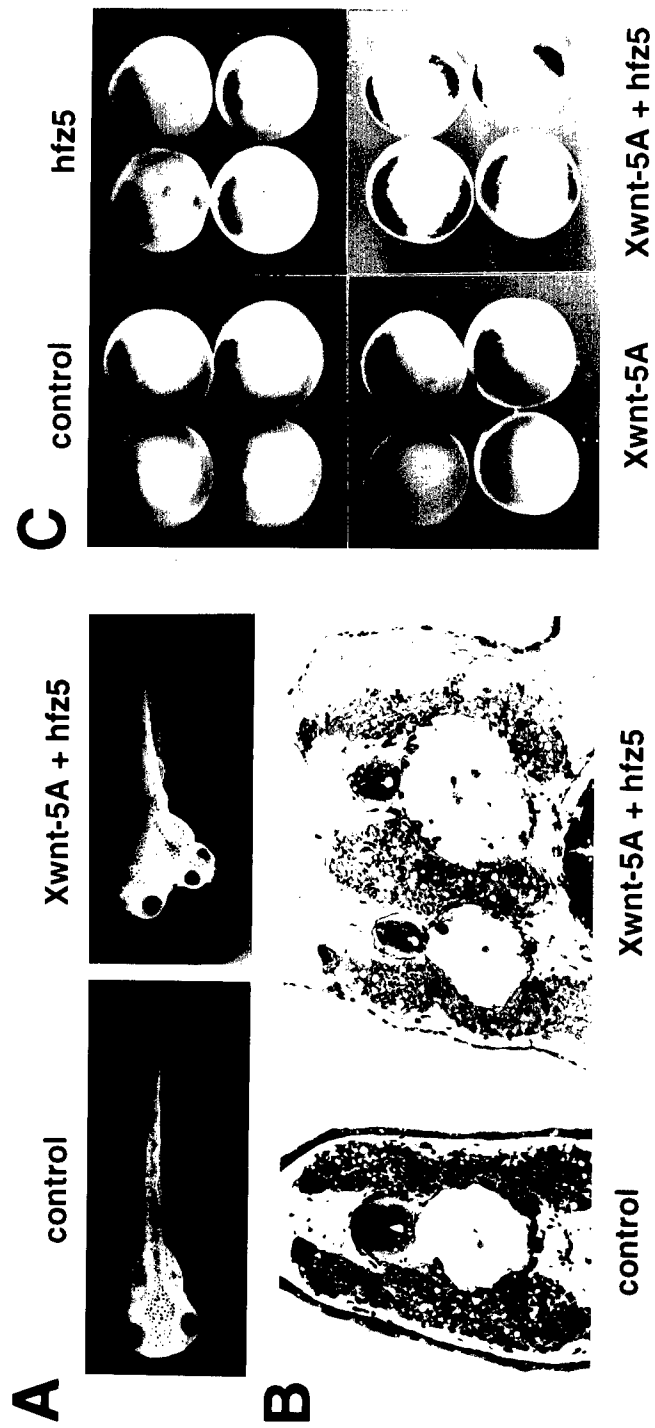 A
control
Xwnt-5A + hfz5
B
control
Xwnt-5A + hfz5
C
control
hfz5
Xwnt-5A
Xwnt-5A + hfz5